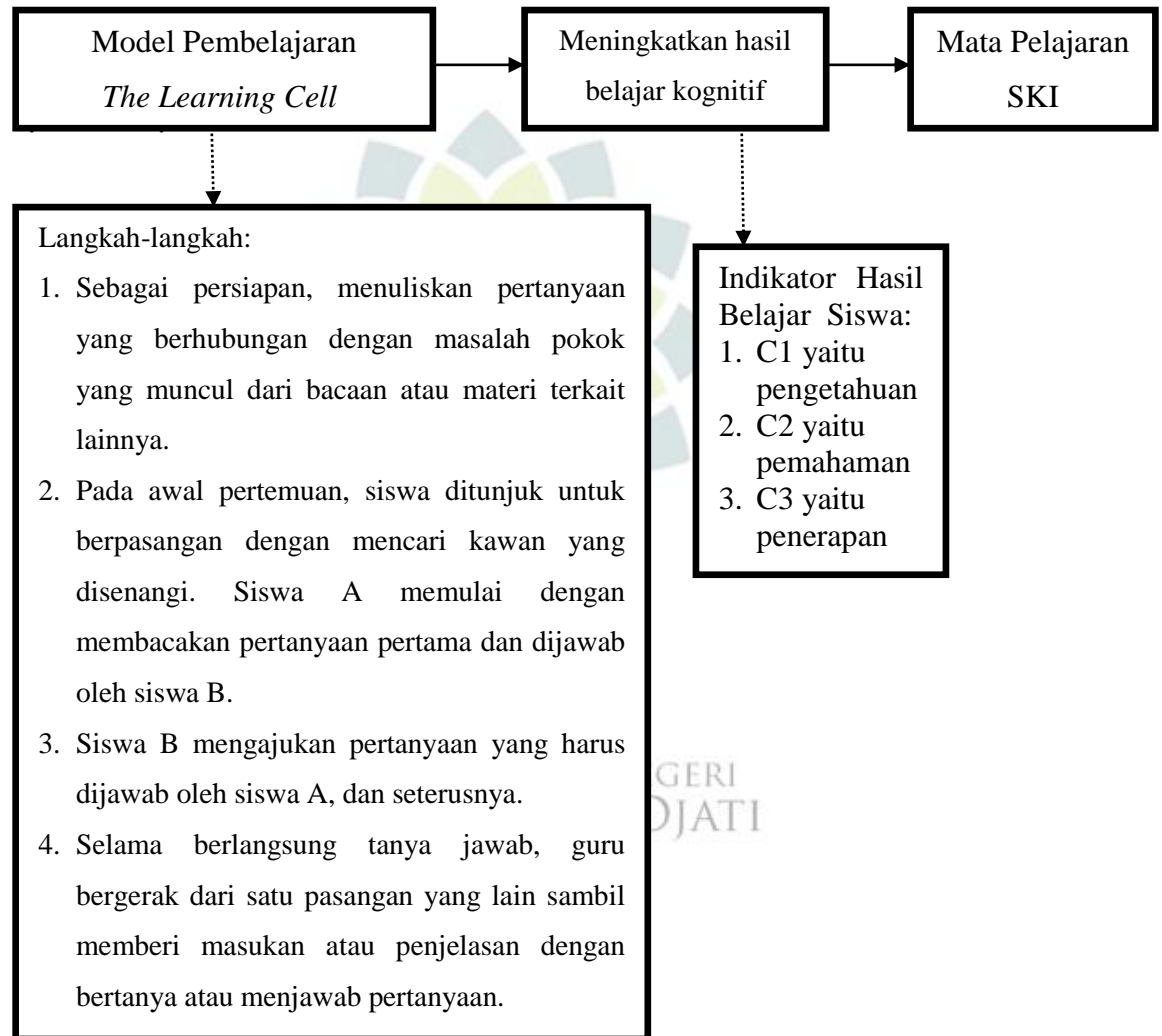 Model Pembelajaran
The Learning Cell
Meningkatkan hasil
belajar kognitif
Mata Pelajaran
SKI
Langkah-langkah:
1. Sebagai persiapan, menuliskan pertanyaan
yang berhubungan dengan masalah pokok
yang muncul dari bacaan atau materi terkait
lainnya.
2. Pada awal pertemuan, siswa ditunjuk untuk
berpasangan dengan mencari kawan yang
disenangi. Siswa A memulai dengan
membacakan pertanyaan pertama dan dijawab
oleh siswa B.
3. Siswa B mengajukan pertanyaan yang harus
dijawab oleh siswa A, dan seterusnya.
4. Selama berlangsung tanya jawab, guru
bergerak dari satu pasangan yang lain sambil
memberi masukan atau penjelasan dengan
bertanya atau menjawab pertanyaan.
Indikator Hasil
Belajar Siswa:
1. C1 yaitu
pengetahuan
2. C2 yaitu
pemahaman
3. C3 yaitu
penerapan
GERI
DJATI